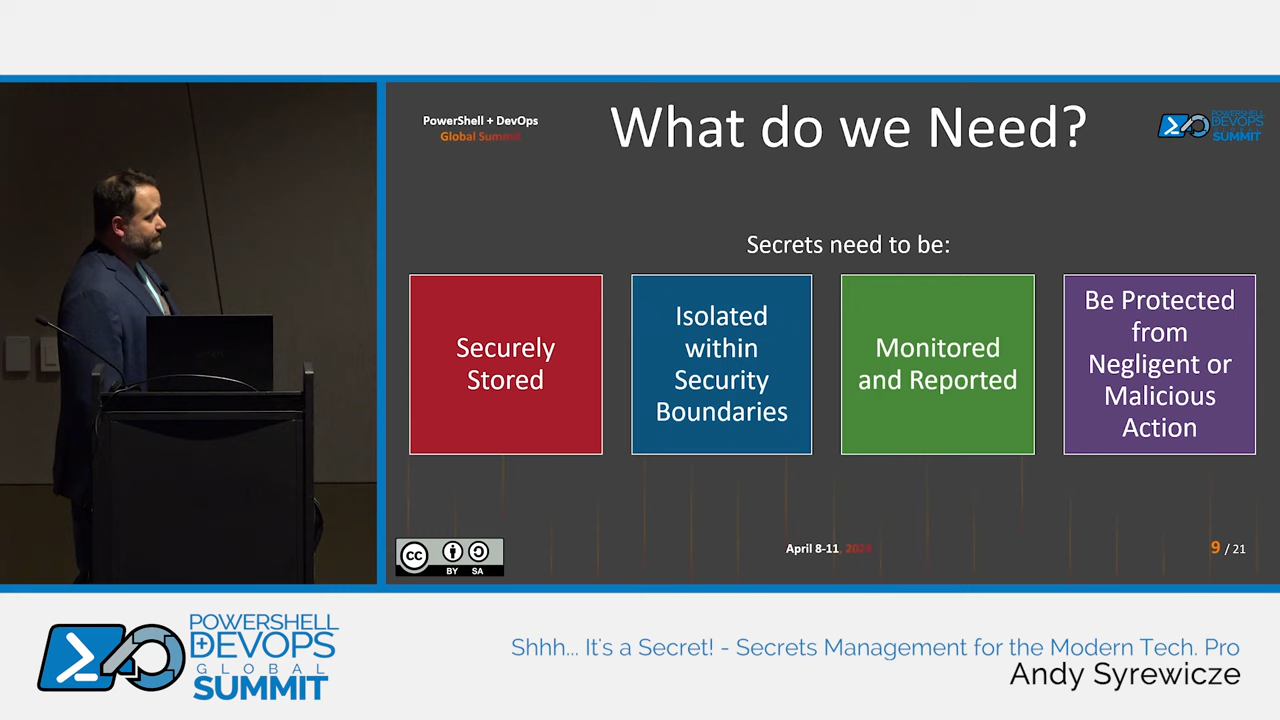 PowerShell + DevOps
Global Summit
What do we Need?
POWERSHELL
DEVOPS
GLOBAL
SUMMIT
Secrets need to be:
Securely
Stored
Isolated
within
Security
Boundaries
Monitored
and Reported
Be Protected
from
Negligent or
Malicious
Action
cc
BY SA
April 8-11, 2024
9 / 21
POWERSHELL
+DEVOPS
GLOBAL
SUMMIT
Shhh... It's a Secret! - Secrets Management for the Modern Tech. Pro
Andy Syrewicze